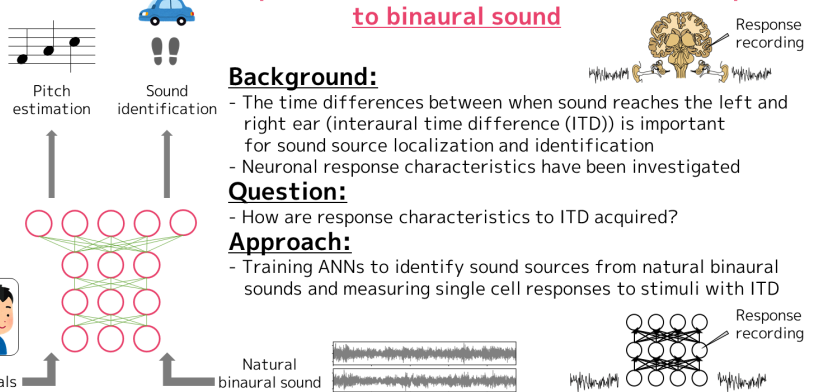 to binaural sound
Response
recording
Pitch
estimation
Sound
identification
Background:
- The time differences between when sound reaches the left and
right ear (interaural time difference (ITD)) is important
for sound source localization and identification
- Neuronal response characteristics have been investigated
Question:
- How are response characteristics to ITD acquired?
Approach:
- Training ANNs to identify sound sources from natural binaural
sounds and measuring single cell responses to stimuli with ITD
Response
recording
Natural
binaural sound